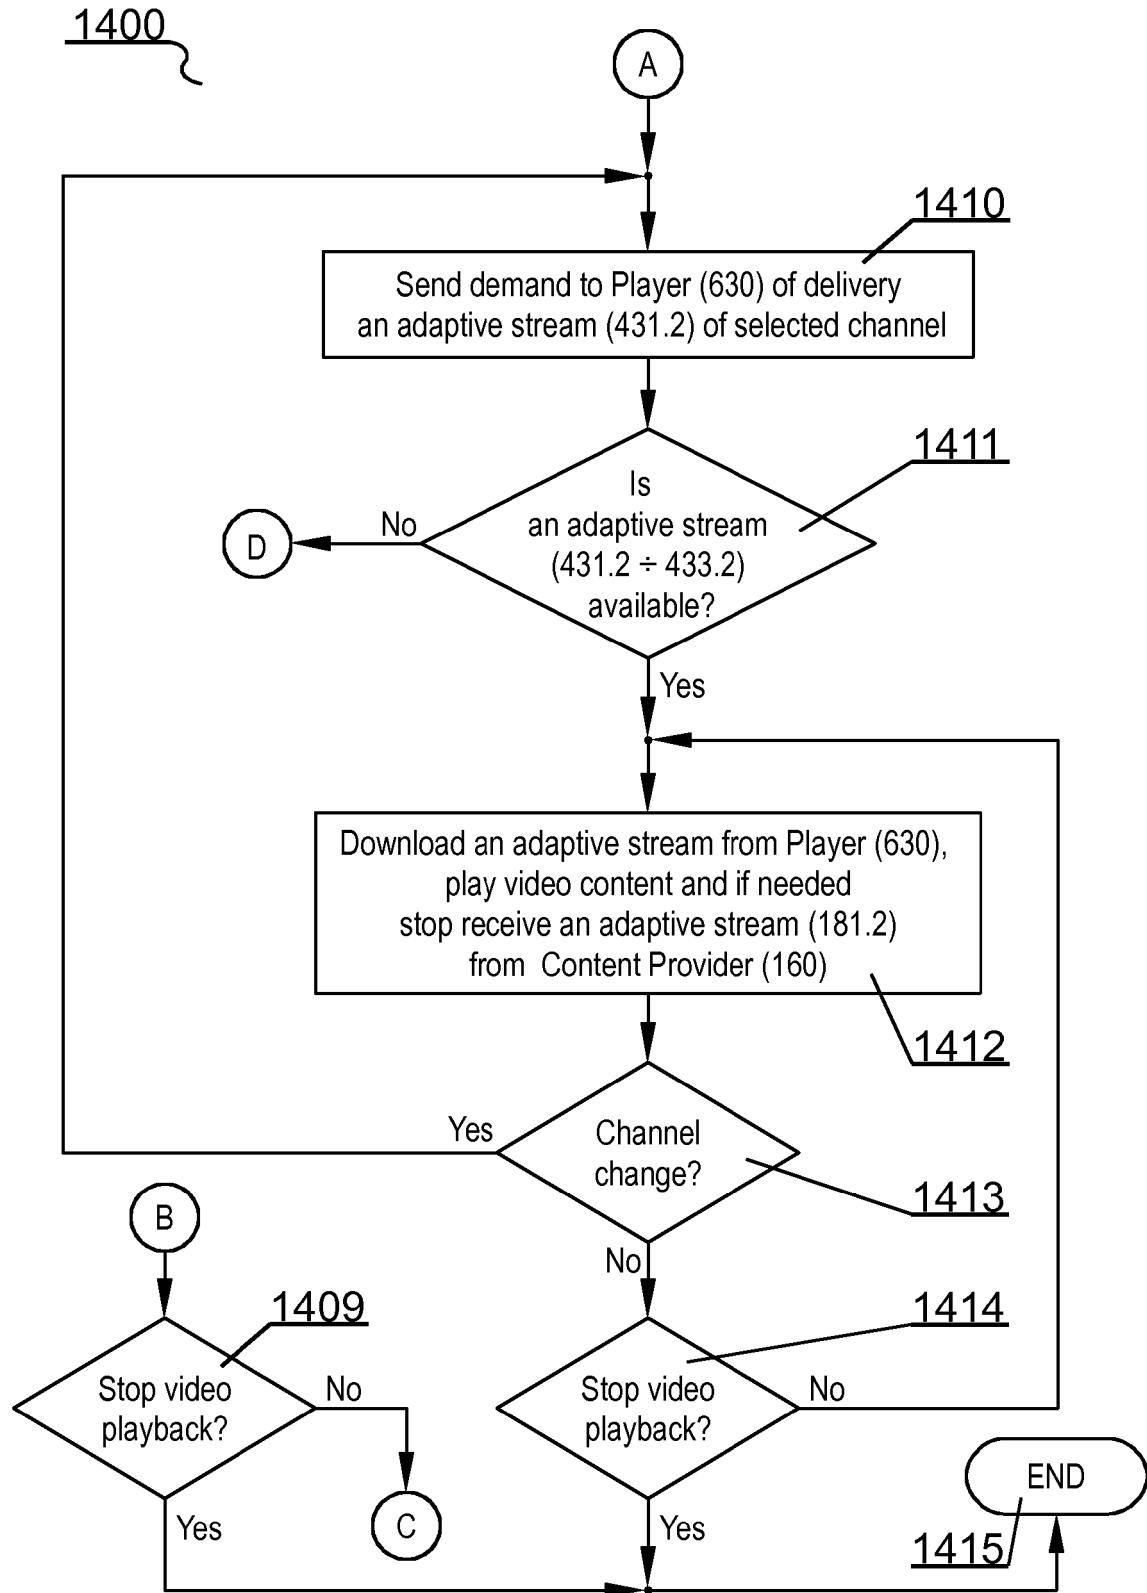 1400
A
1410
Send demand to Player (630) of delivery
an adaptive stream (431.2) of selected channel
1411
Is
an adaptive stream
(431.2 ÷ 433.2)
available?
No
D
Yes
Download an adaptive stream from Player (630),
play video content and if needed
stop receive an adaptive stream (181.2)
from Content Provider (160)
1412
Yes
Channel
change?
1413
No
B
1409
Stop video
playback?
No
C
Yes
1414
Stop video
playback?
No
Yes
END
1415